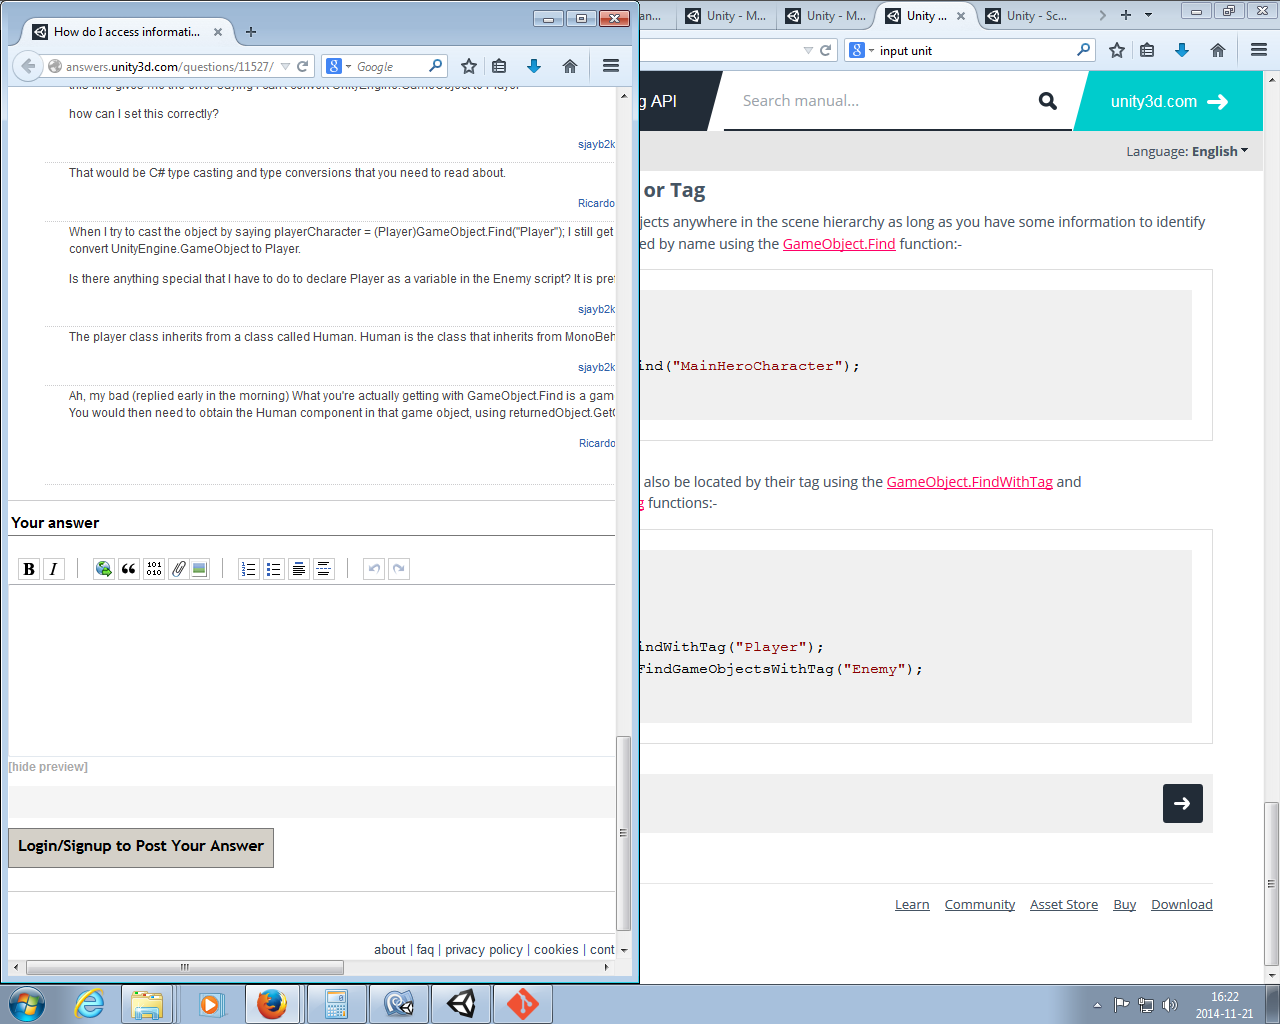 How do I access informati...
answers.unity3d.com/questions/11527/
Google
how can I set this correctly?
sjayb2k
That would be C# type casting and type conversions that you need to read about.
Ricardo
When I try to cast the object by saying playerCharacter = (Player)GameObject.Find("Player"); I still get
convert UnityEngine.GameObject to Player.
Is there anything special that I have to do to declare Player as a variable in the Enemy script? It is pre
sjayb2k
The player class inherits from a class called Human. Human is the class that inherits from MonoBeh
sjayb2k
Ah, my bad (replied early in the morning) What you're actually getting with GameObject.Find is a gam
You would then need to obtain the Human component in that game object, using returnedObject.Get
Ricardo
Your answer
B I
101
010
[hide preview]
Login/Signup to Post Your Answer
about | faq | privacy policy | cookies | cont
an...
Unity - M...
Unity - M...
Unity ...
Unity - Sc...
input unit
g API
Search manual...
unity3d.com
Language: English
or Tag
jects anywhere in the scene hierarchy as long as you have some information to identify
ed by name using the GameObject.Find function:-
ind("MainHeroCharacter");
also be located by their tag using the GameObject.FindWithTag and
g functions:-
indWithTag("Player");
FindGameObjectsWithTag("Enemy");
Learn Community Asset Store Buy Download
16:22
2014-11-21